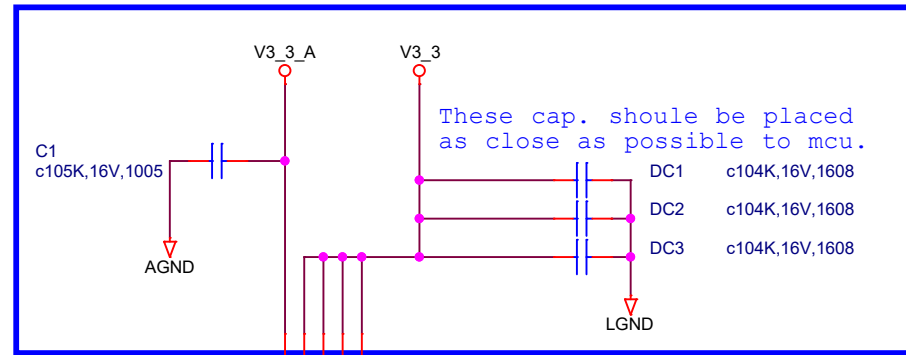 V3_3_A
V3_3
These cap. shoule be placed
as close as possible to mcu.
C1
c105K,16V,1005
DC1 c104K,16V,1608
DC2 c104K,16V,1608
DC3 c104K,16V,1608
AGND
LGND